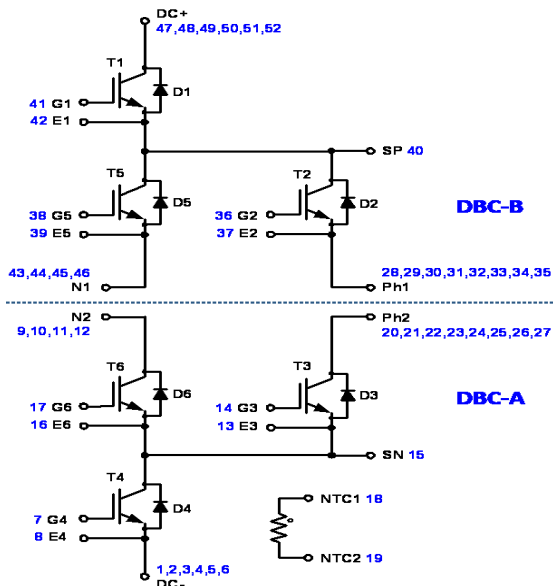 DC+
47,48,49,50,51,52
T1
D1
41 G1
42 E1
SP 40
T5
T2
D5
D2
38 G5
36 G2
39 E5
37 E2
DBC-B
43,44,45,46
28,29,30,31,32,33,34,35
N1
Ph1
N2
Ph2
9,10,11,12
20,21,22,23,24,25,26,27
T6
T3
D6
D3
17 G6
14 G3
16 E6
13 E3
DBC-A
SN 15
T4
D4
NTC1 18
7 G4
8 E4
NTC2 19
1,2,3,4,5,6
DC-